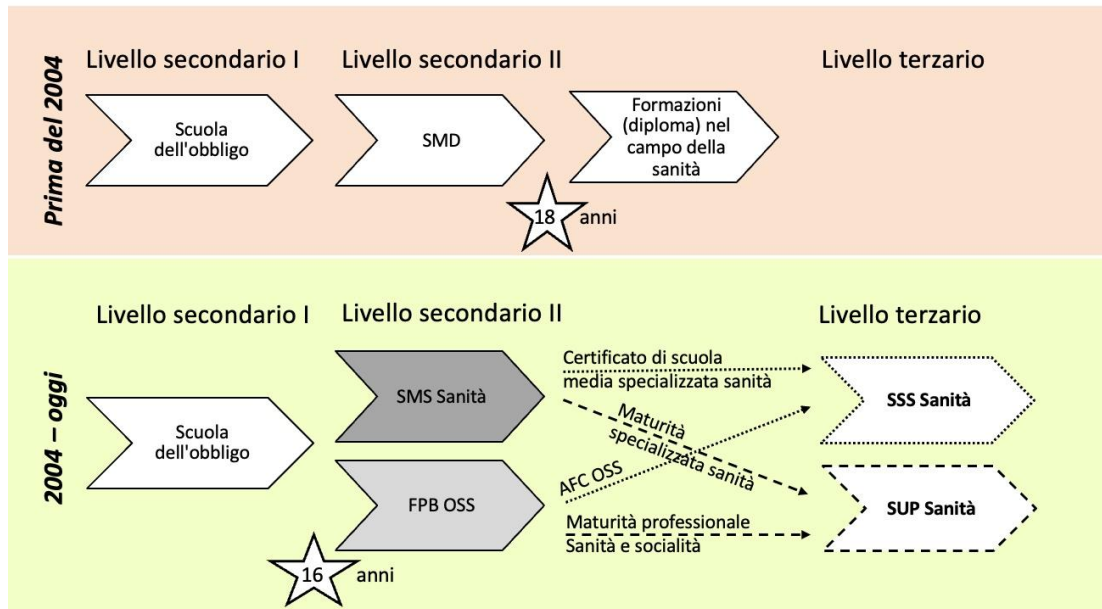 Prima del 2004
Livello secondario I
Livello secondario II
Livello terzario
Scuola
dell'obbligo
SMD
Formazioni
(diploma) nel
campo della
sanità
18 anni
2004 – oggi
Livello secondario I
Livello secondario II
Livello terzario
Scuola
dell'obbligo
SMS Sanità
FPB OSS
Certificato di scuola
media specializzata sanità
Maturità
specializzata sanità
AFC OSS
Maturità professionale
Sanità e socialità
SSS Sanità
SUP Sanità
16 anni